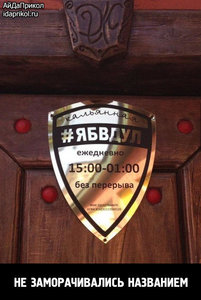 АйДаПрикол
idaprikol.ru
кальянная
#ЯБВДУЛ
ежедневно
15:00-01:00
без перерыва
НЕ ЗАМОРАЧИВАЛИСЬ НАЗВАНИЕМ